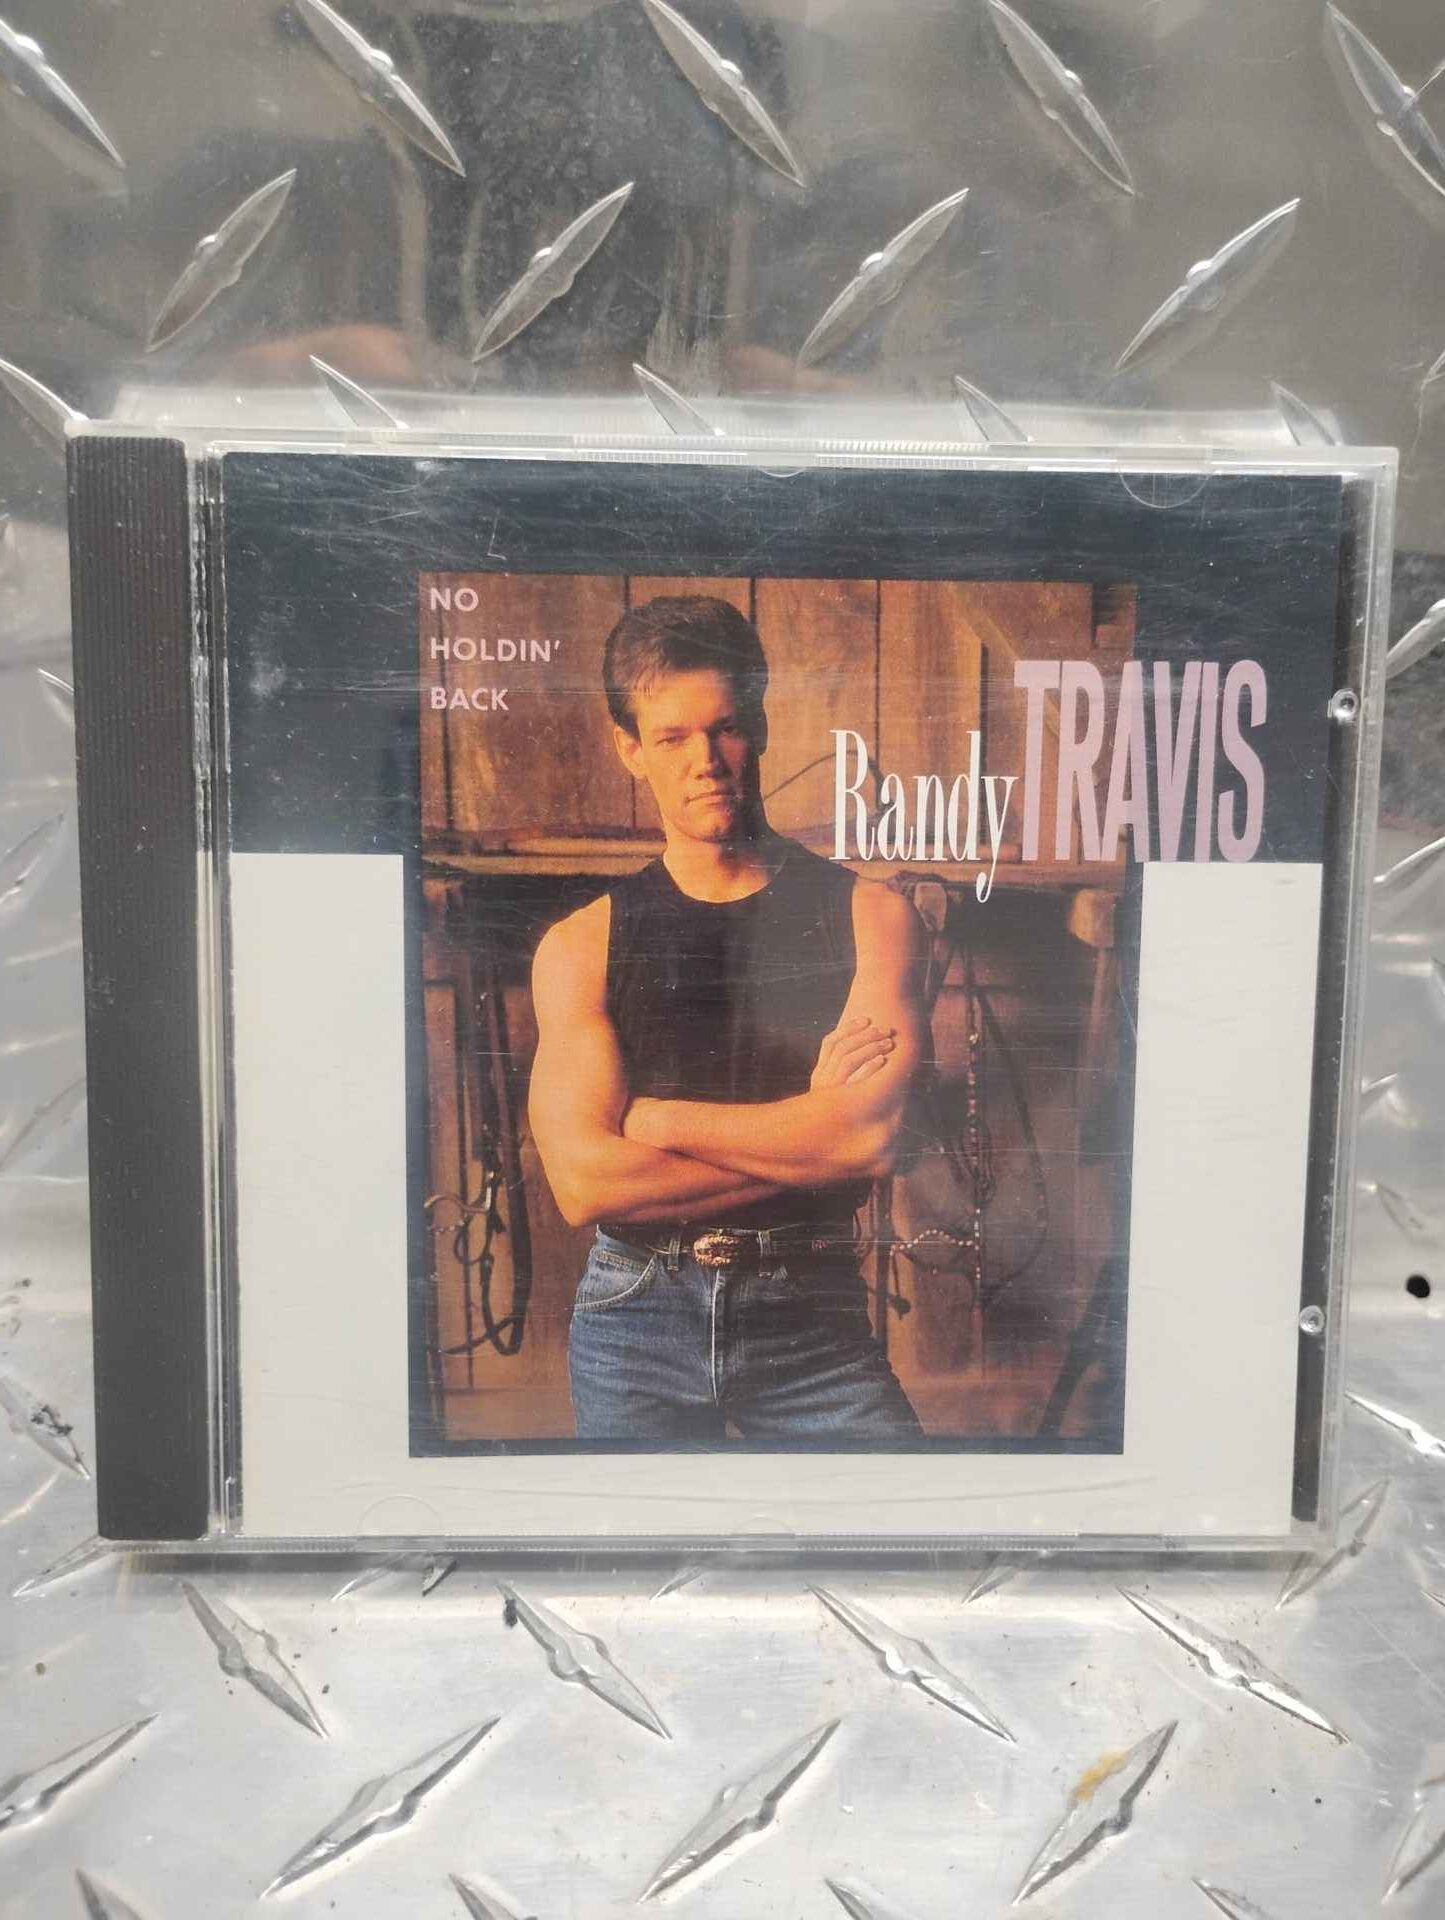 NO
HOLDIN'
BACK
Randy TRAVIS